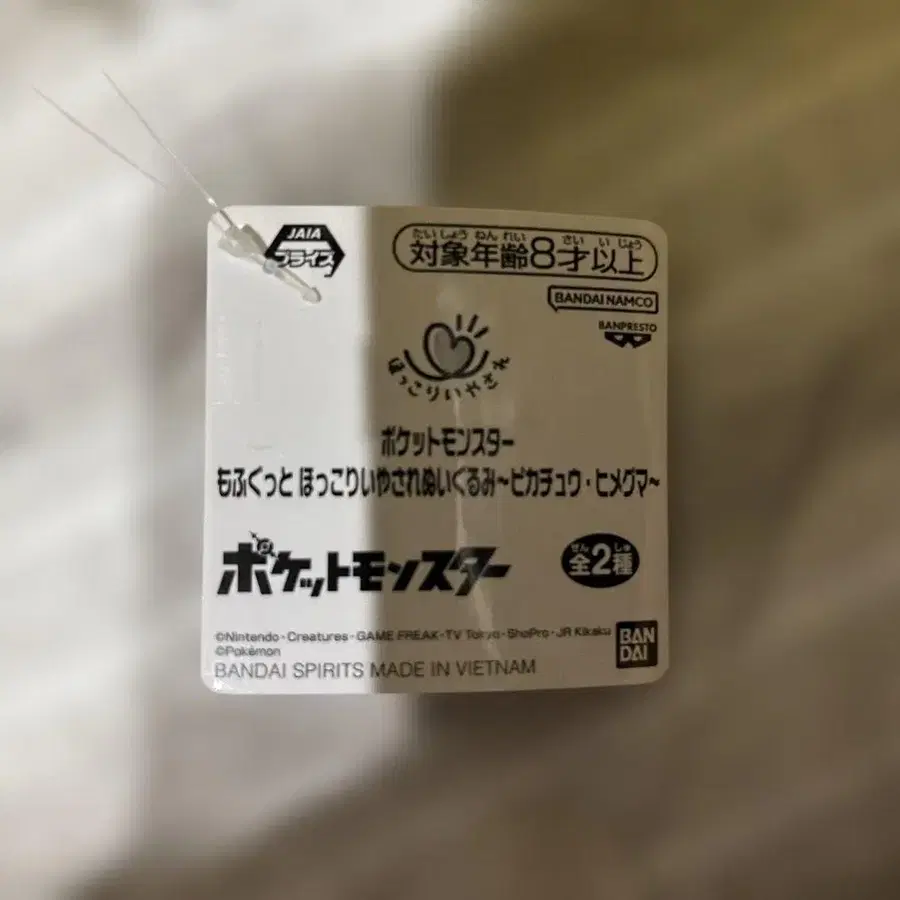 JAIA
プライズ
たいしょう ねん れい さい い じょう
対象年齢8才以上
BANDAI NAMCO
BANPRESTO
ほっこりいやされ
ポケットモンスター
もふぐっと ほっこりいやされぬいぐるみ~ピカチュウ・ヒメグマ~
ポケットモンスター
ぜん しゅ
全2種
©Nintendo・Creatures・GAME FREAK・TV Tokyo・ShoPro・JR Kikaku
©Pokémon
BANDAI SPIRITS MADE IN VIETNAM
BAN
DAI